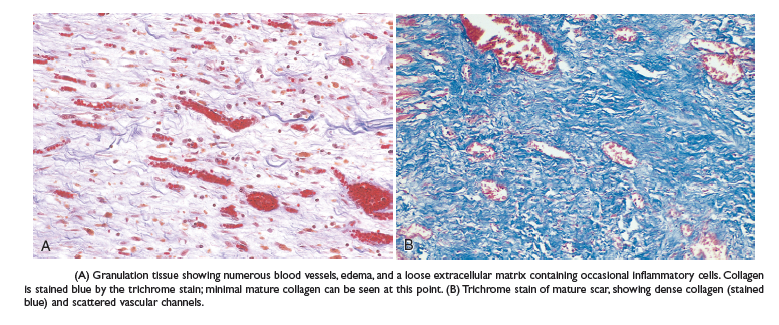 A
B
(A) Granulation tissue showing numerous blood vessels, edema, and a loose extracellular matrix containing occasional inflammatory cells. Collagen
is stained blue by the trichrome stain; minimal mature collagen can be seen at this point. (B) Trichrome stain of mature scar, showing dense collagen (stained
blue) and scattered vascular channels.